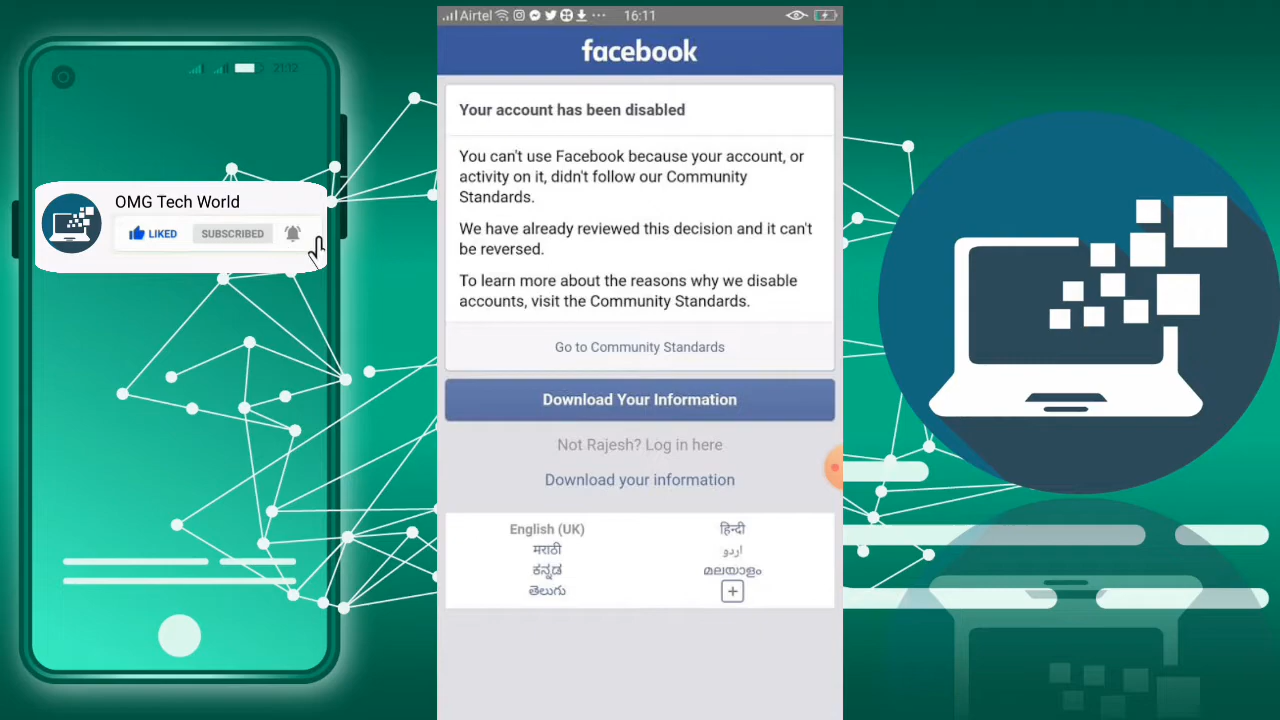 21:12
OMG Tech World
LIKED
SUBSCRIBED
Airtel
16:11
facebook
Your account has been disabled
You can't use Facebook because your account, or
activity on it, didn't follow our Community
Standards.
We have already reviewed this decision and it can't
be reversed.
To learn more about the reasons why we disable
accounts, visit the Community Standards.
Go to Community Standards
Download Your Information
Not Rajesh? Log in here
Download your information
English (UK)
हिन्दी
मराठी
اردو
ಕನ್ನಡ
മലയാളം
తెలుగు
+